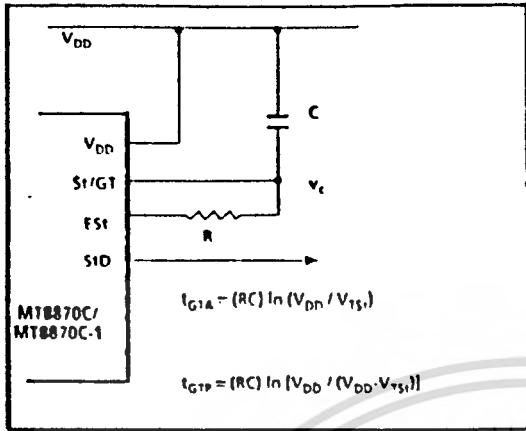 V_DD
C
V_DD
St/GT
v_c
ESt
R
StD
MT8870C/
MT8870C-1
t_GTA = (RC) ln (V_DD / V_TSt)
t_GTP = (RC) ln [V_DD / (V_DD-V_TSt)]